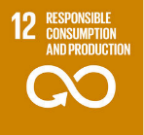 12 RESPONSIBLE
CONSUMPTION
AND PRODUCTION